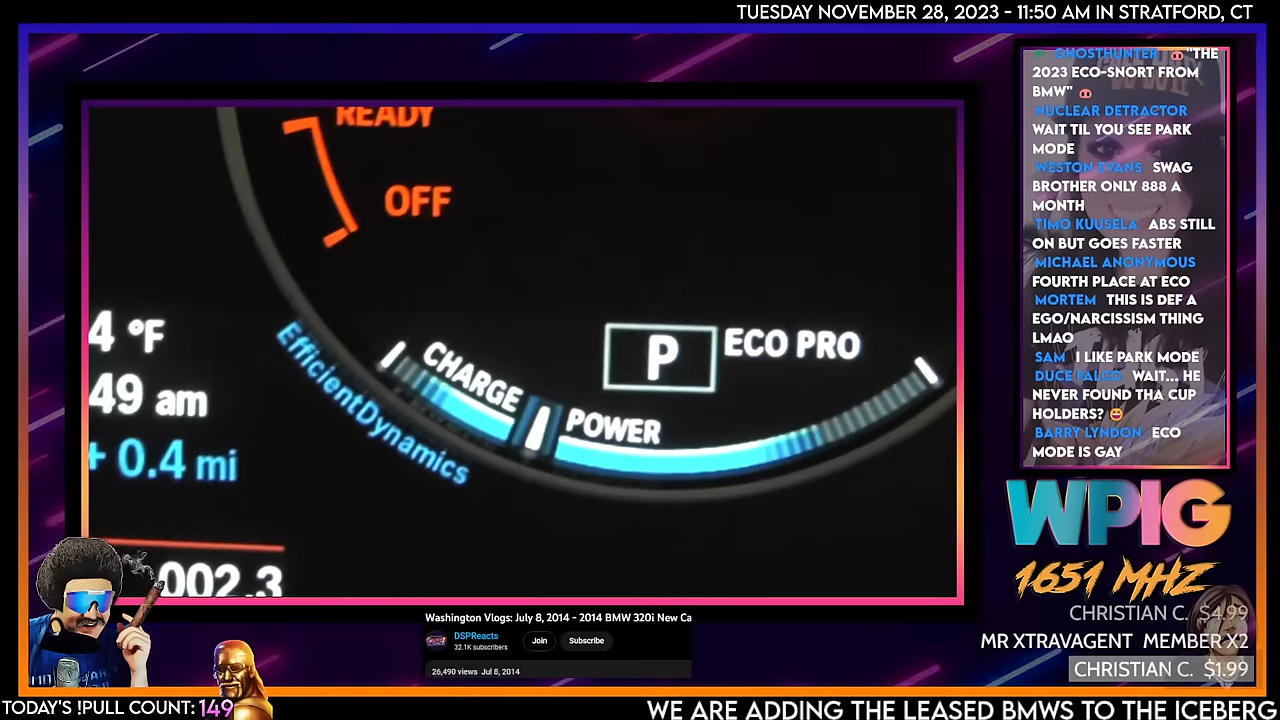 TUESDAY NOVEMBER 28, 2023 - 11:50 AM IN STRATFORD, CT
READY
OFF
4 °F
49 am
+ 0.4 mi
002.3
EfficientDynamics
CHARGE
POWER
P
ECO PRO
GHOSTHUNTER "THE
2023 ECO-SNORT FROM
BMW"
NUCLEAR DETRACTOR
WAIT TIL YOU SEE PARK
MODE
WESTON EVANS SWAG
BROTHER ONLY 888 A
MONTH
TIMO KUUSELA ABS STILL
ON BUT GOES FASTER
MICHAEL ANONYMOUS
FOURTH PLACE AT ECO
MORTEM THIS IS DEF A
EGO/NARCISSISM THING
LMAO
SAM I LIKE PARK MODE
DUCE FALCO WAIT... HE
NEVER FOUND THA CUP
HOLDERS?
BARRY LYNDON ECO
MODE IS GAY
WPIG
1651 MHZ
CHRISTIAN C. $4.99
MR XTRAVAGENT MEMBER X2
CHRISTIAN C. $1.99
Washington Vlogs: July 8, 2014 - 2014 BMW 320i New Ca
DSPReacts
32.1K subscribers
Join
Subscribe
26,490 views Jul 8, 2014
TODAY'S !PULL COUNT: 149
WE ARE ADDING THE LEASED BMWS TO THE ICEBERG